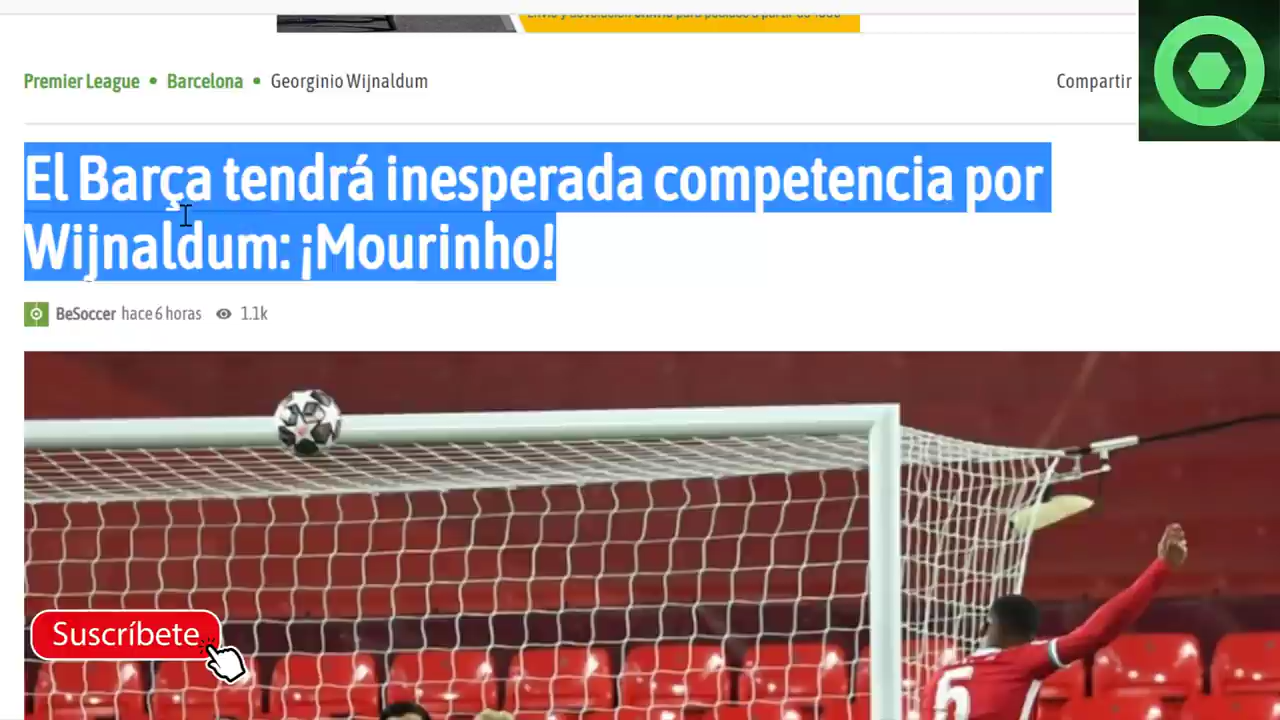 Premier League • Barcelona • Georginio Wijnaldum
Compartir
El Barça tendrá inesperada competencia por
Wijnaldum: ¡Mourinho!
BeSoccer hace 6 horas 1.1k
5
Suscríbete